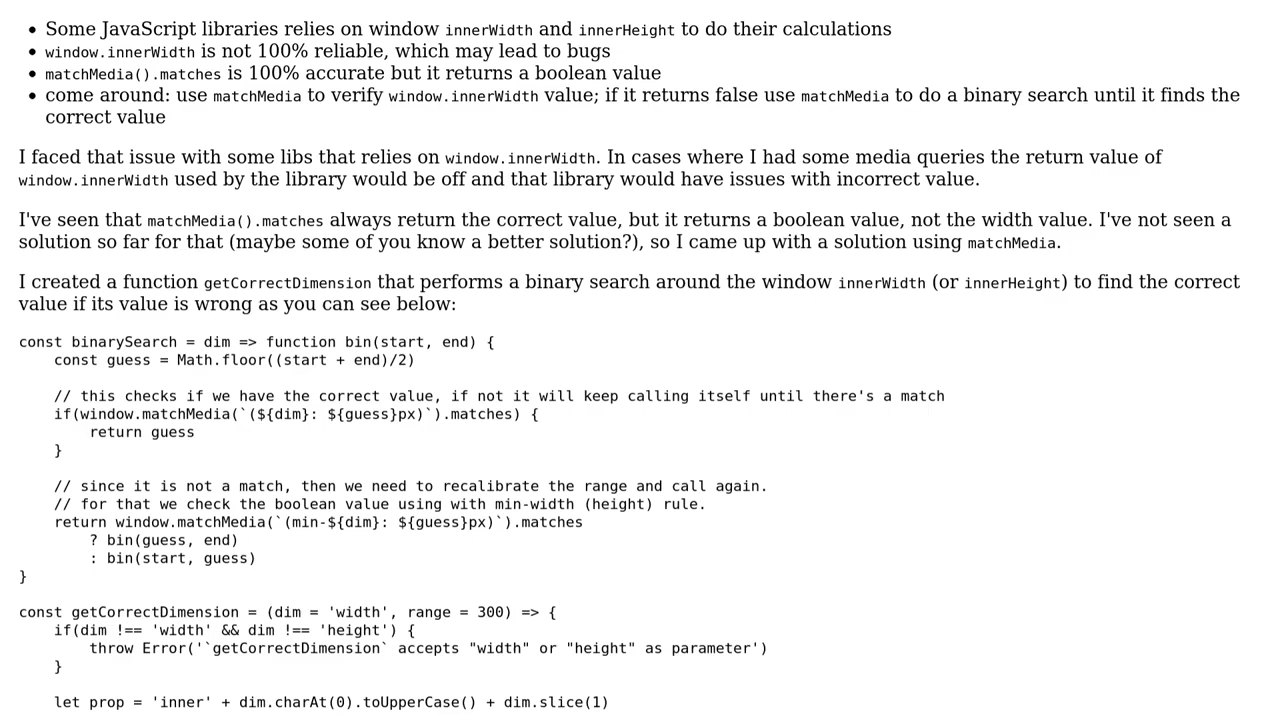 • Some JavaScript libraries relies on window innerWidth and innerHeight to do their calculations
• window.innerWidth is not 100% reliable, which may lead to bugs
• matchMedia().matches is 100% accurate but it returns a boolean value
• come around: use matchMedia to verify window.innerWidth value; if it returns false use matchMedia to do a binary search until it finds the
correct value
I faced that issue with some libs that relies on window.innerWidth. In cases where I had some media queries the return value of
window.innerWidth used by the library would be off and that library would have issues with incorrect value.
I've seen that matchMedia().matches always return the correct value, but it returns a boolean value, not the width value. I've not seen a
solution so far for that (maybe some of you know a better solution?), so I came up with a solution using matchMedia.
I created a function getCorrectDimension that performs a binary search around the window innerWidth (or innerHeight) to find the correct
value if its value is wrong as you can see below:
const binarySearch = dim => function bin(start, end) {
    const guess = Math.floor((start + end)/2)
    // this checks if we have the correct value, if not it will keep calling itself until there's a match
    if(window.matchMedia(`(${dim}: ${guess}px)`).matches) {
        return guess
    }
    // since it is not a match, then we need to recalibrate the range and call again.
    // for that we check the boolean value using with min-width (height) rule.
    return window.matchMedia(`(min-${dim}: ${guess}px)`).matches
        ? bin(guess, end)
        : bin(start, guess)
}
const getCorrectDimension = (dim = 'width', range = 300) => {
    if(dim !== 'width' && dim !== 'height') {
        throw Error('`getCorrectDimension` accepts "width" or "height" as parameter')
    }
    let prop = 'inner' + dim.charAt(0).toUpperCase() + dim.slice(1)